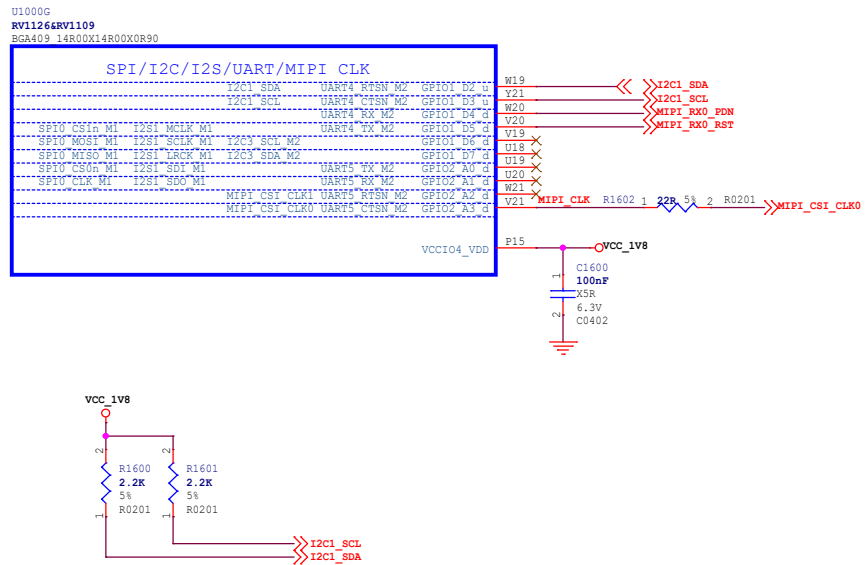 U1000G
RV1126&RV1109
BGA409_14R00X14R00X0R90
SPI/I2C/I2S/UART/MIPI CLK
I2C1_SDA UART4_RTSN_M2 GPIO1_D2_u W19 I2C1_SDA
I2C1_SCL UART4_CTSN_M2 GPIO1_D3_u Y21 I2C1_SCL
UART4_RX_M2 GPIO1_D4_d W20 MIPI_RX0_PDN
SPI0_CS1n_M1 I2S1_MCLK_M1 UART4_TX_M2 GPIO1_D5_d V20 MIPI_RX0_RST
SPI0_MOSI_M1 I2S1_SCLK_M1 I2C3_SCL_M2 GPIO1_D6_d V19
SPI0_MISO_M1 I2S1_LRCK_M1 I2C3_SDA_M2 GPIO1_D7_d U18
SPI0_CS0n_M1 I2S1_SDI_M1 UART5_TX_M2 GPIO2_A0_d U19
SPI0_CLK_M1 I2S1_SDO_M1 UART5_RX_M2 GPIO2_A1_d U20
MIPI_CSI_CLK1 UART5_RTSN_M2 GPIO2_A2_d W21
MIPI_CSI_CLK0 UART5_CTSN_M2 GPIO2_A3_d V21 MIPI_CLK R1602 1 22R 5% 2 R0201 MIPI_CSI_CLK0
VCCIO4_VDD P15 VCC_1V8
C1600
1 100nF
X5R
6.3V
2 C0402
VCC_1V8
2 R1600 2 R1601
2.2K 2.2K
5% 5%
1 R0201 1 R0201
I2C1_SCL
I2C1_SDA